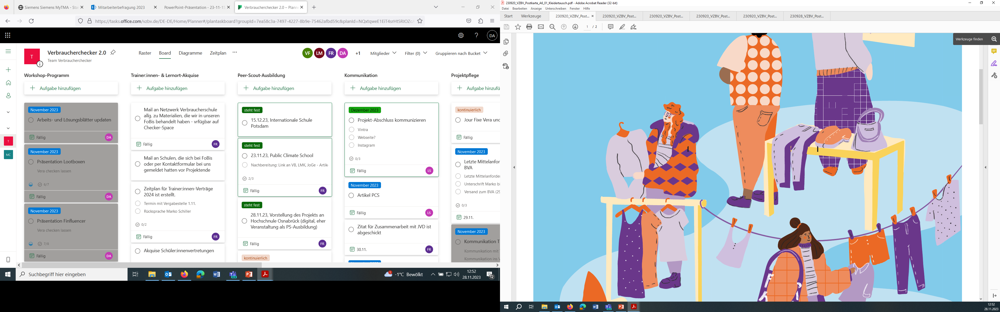 Siemens Siemens MyTMA - Sta
Mitarbeiterbefragung 2023
PowerPoint-Präsentation - 23-11-15
Verbraucherchecker 2.0 – Plann
https://tasks.office.com/vzbv.de/DE-DE/Home/Planner#/plantaskboard?groupId=7ea58c3a-7497-4227-8b9e-75462afbd59c&planId=NQxtqweE1EiT4srHt5RIOZc
DA
T
Verbraucherchecker 2.0
Team Verbraucherchecker
Raster
Board
Diagramme
Zeitplan
VF
LM
FR
DA
+1
Mitglieder
Filter (0)
Gruppieren nach Bucket
T
MC
Workshop-Programm
Aufgabe hinzufügen
November 2023
Arbeits- und Lösungsblätter updaten
Fällig
DA
November 2023
Präsentation Lootboxen
Vera checken lassen
6/7
Fällig
DA
November 2023
Präsentation Finfluencer
Vera checken lassen
7/8
Fällig
DA
Trainer:innen- & Lernort-Akquise
Aufgabe hinzufügen
Mail an Netzwerk Verbraucherschule
allg. zu Materialien, die wir in unseren
FoBis behandelt haben - vrfügbar auf
Checker-Space
Fällig
FR
Mail an Schulen, die sich bei FoBis
oder per Kontaktformular bei uns
gemeldet hatten vor Projektende
Zeitplan für Trainer:innen-Verträge
2024 ist erstellt.
Termin mit Vergabestelle 1.11.
Rücksprache Marko Schiller
0/2
Fällig
FR
Akquise Schüler:innenvertretungen
Peer-Scout-Ausbildung
Aufgabe hinzufügen
steht fest
15.12.23, Internationale Schule
Potsdam
steht fest
23.11.23, Public Climate School
Nachbereitung: Link an VB, LMK, JoGe - Artik
2/3
Fällig
FR
steht fest
28.11.23, Vorstellung des Projekts an
Hochschnule Osnabrück (digital, eher
Veranstaltung als PS-Ausbildung)
Fällig
FR
kontinuierlich
Kommunikation
Aufgabe hinzufügen
Dezember 2023
Projekt-Abschluss kommunizieren
Vintra
Webseite?
Instagram
0/3
Fällig
LS
November 2023
Artikel PCS
Fällig
LS
Zitat für Zusammenarbeit mit JVD ist
abgeschickt
30.11.
FR
Projektpflege
Aufgabe hinzufü
kontinuierlich
Jour Fixe Vera und
Fällig
November 2023
Letzte Mittelanfor
BVA
Letzte Mittelanforder
Unterschrift Marko bi
Versand zum BVA (29
0/3
29.11.
November 2023
Kommunikation T
Kommunikation mit
Kommunikation ins V
Suchbegriff hier eingeben
-1°C Bewölkt
12:52
28.11.2023
12
230920_VZBV_Postkarte_A6_01_Kleidertausch.pdf - Adobe Acrobat Reader (32-bit)
Datei Bearbeiten Anzeige Unterschreiben Fenster Hilfe
Start
Werkzeuge
230920_VZBV_Post...
230920_VZBV_Post...
230920_VZBV_Post...
230920_VZBV_Post...
230920_VZBV_Post...
230928_VZBV_Post...
1 / 2
Werkzeuge finden
12:52
28.11.2023